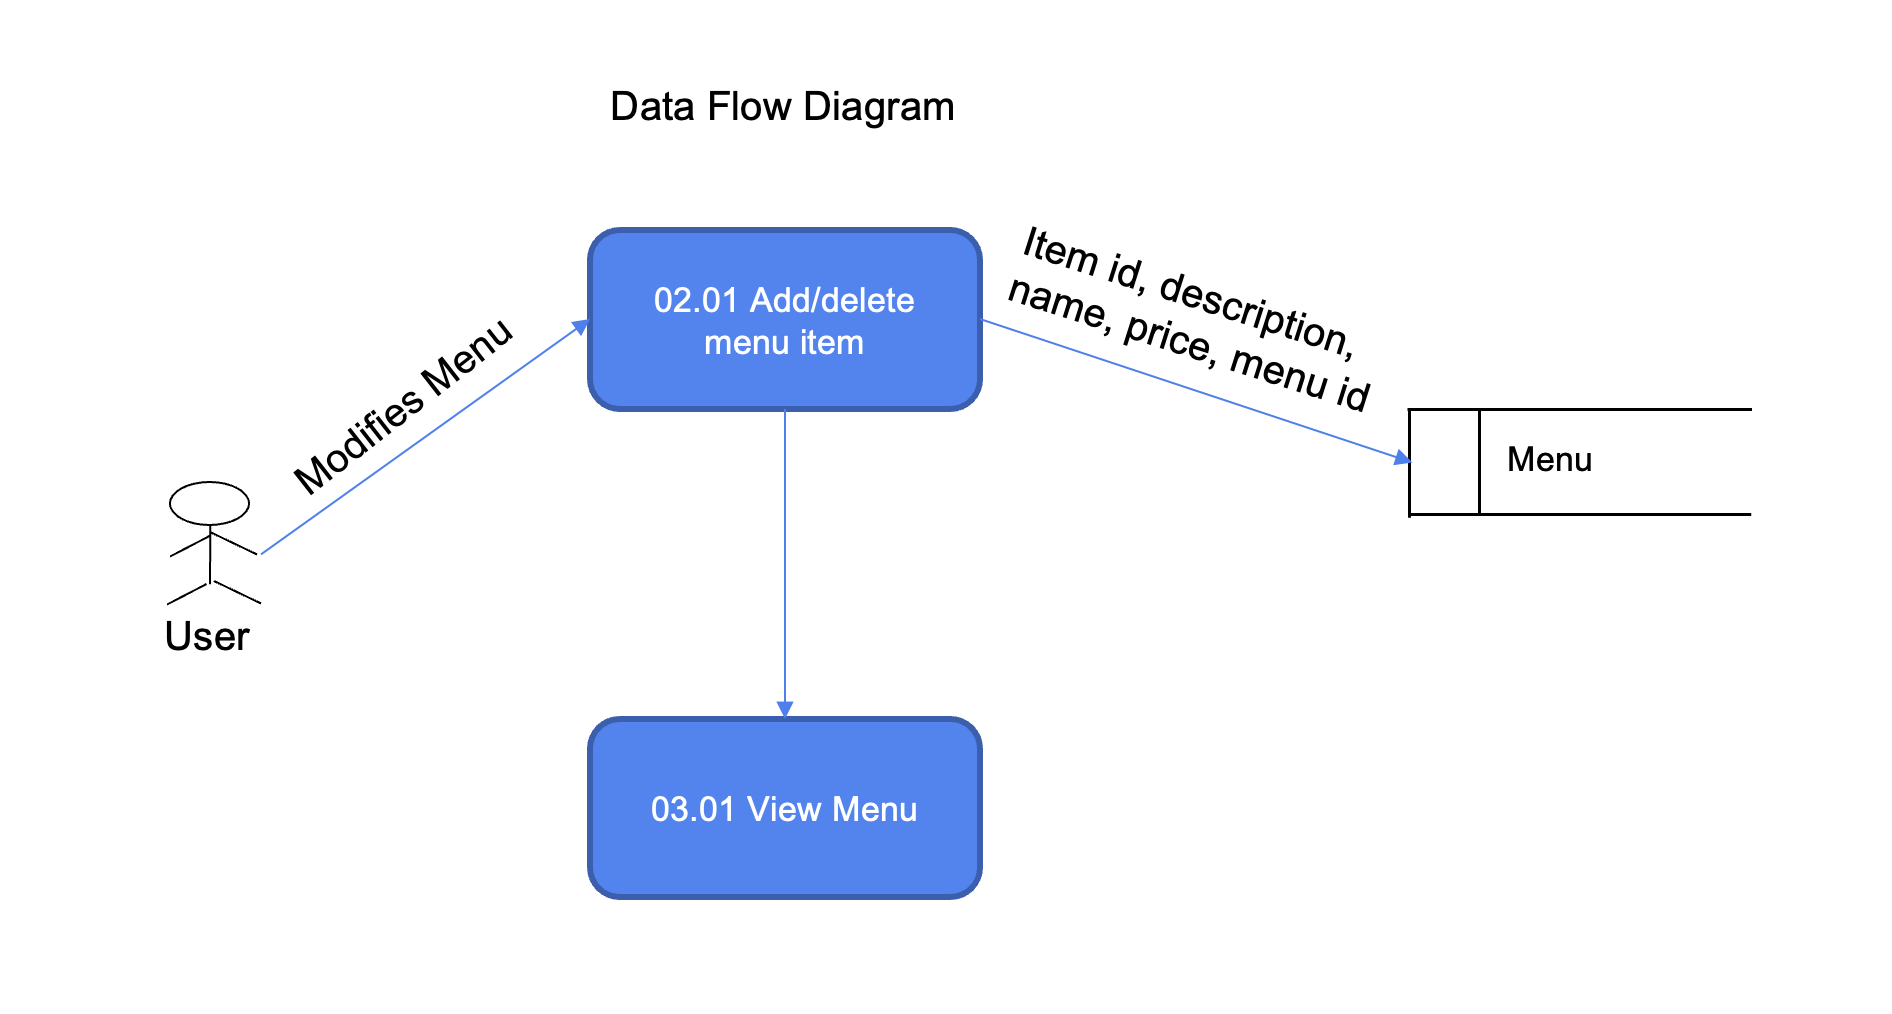 Data Flow Diagram
02.01 Add/delete
menu item
Item id, description,
name, price, menu id
Modifies Menu
Menu
User
03.01 View Menu